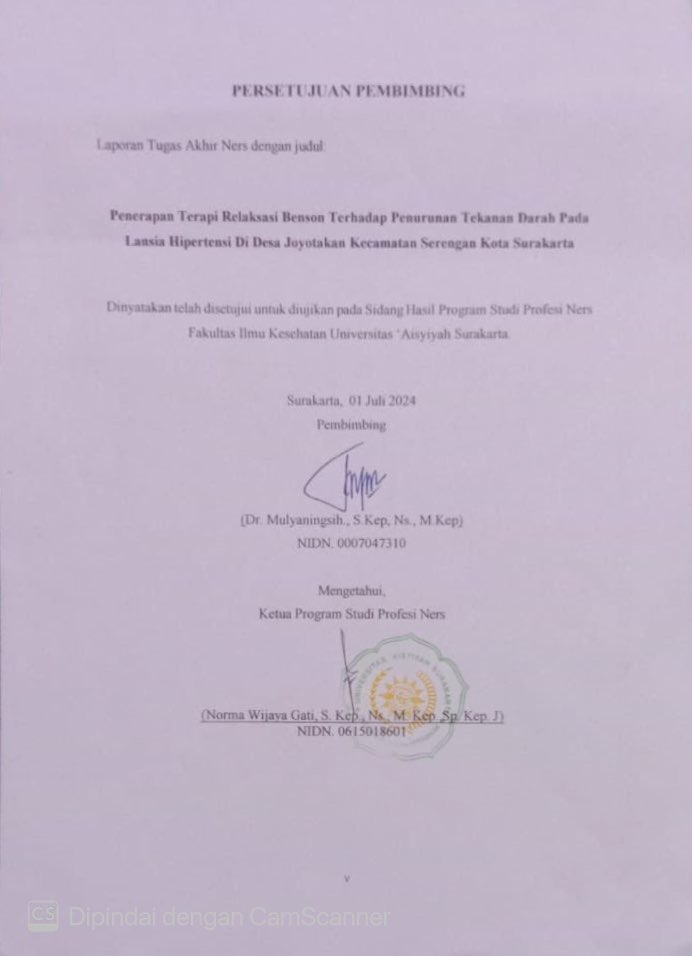 PERSETUJUAN PEMBIMBING
Laporan Tugas Akhir Ners dengan judul:
Penerapan Terapi Relaksasi Benson Terhadap Penurunan Tekanan Darah Pada
Lansia Hipertensi Di Desa Joyotakan Kecamatan Serengan Kota Surakarta
Dinyatakan telah disetujui untuk diujikan pada Sidang Hasil Program Studi Profesi Ners
Fakultas Ilmu Kesehatan Universitas 'Aisyiyah Surakarta.
Surakarta, 01 Juli 2024
Pembimbing
(Dr. Mulyaningsih., S.Kep, Ns., M.Kep)
NIDN. 0007047310
Mengetahui,
Ketua Program Studi Profesi Ners
(Norma Wijaya Gati, S. Kep., Ns., M. Kep.,Sp. Kep. J)
NIDN. 0615018601
v
CS Dipindai dengan CamScanner